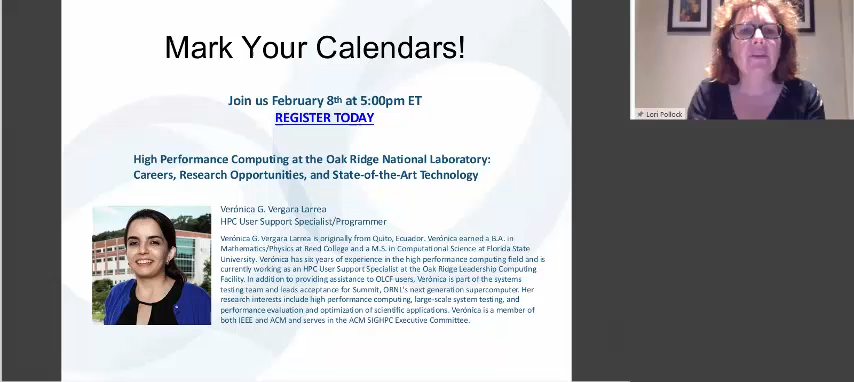 Mark Your Calendars!
Join us February 8th at 5:00pm ET
REGISTER TODAY
High Performance Computing at the Oak Ridge National Laboratory:
Careers, Research Opportunities, and State-of-the-Art Technology
Verónica G. Vergara Larrea
HPC User Support Specialist/Programmer
Verónica G. Vergara Larrea is originally from Quito, Ecuador. Verónica earned a B.A. in
Mathematics/Physics at Reed College and a M.S. in Computational Science at Florida State
University. Verónica has six years of experience in the high performance computing field and is
currently working as an HPC User Support Specialist at the Oak Ridge Leadership Computing
Facility. In addition to providing assistance to OLCF users, Verónica is part of the systems
testing team and leads acceptance for Summit, ORNL's next generation supercomputer. Her
research interests include high performance computing, large-scale system testing, and
performance evaluation and optimization of scientific applications. Verónica is a member of
both IEEE and ACM and serves in the ACM SIGHPC Executive Committee.
Lori Pollock